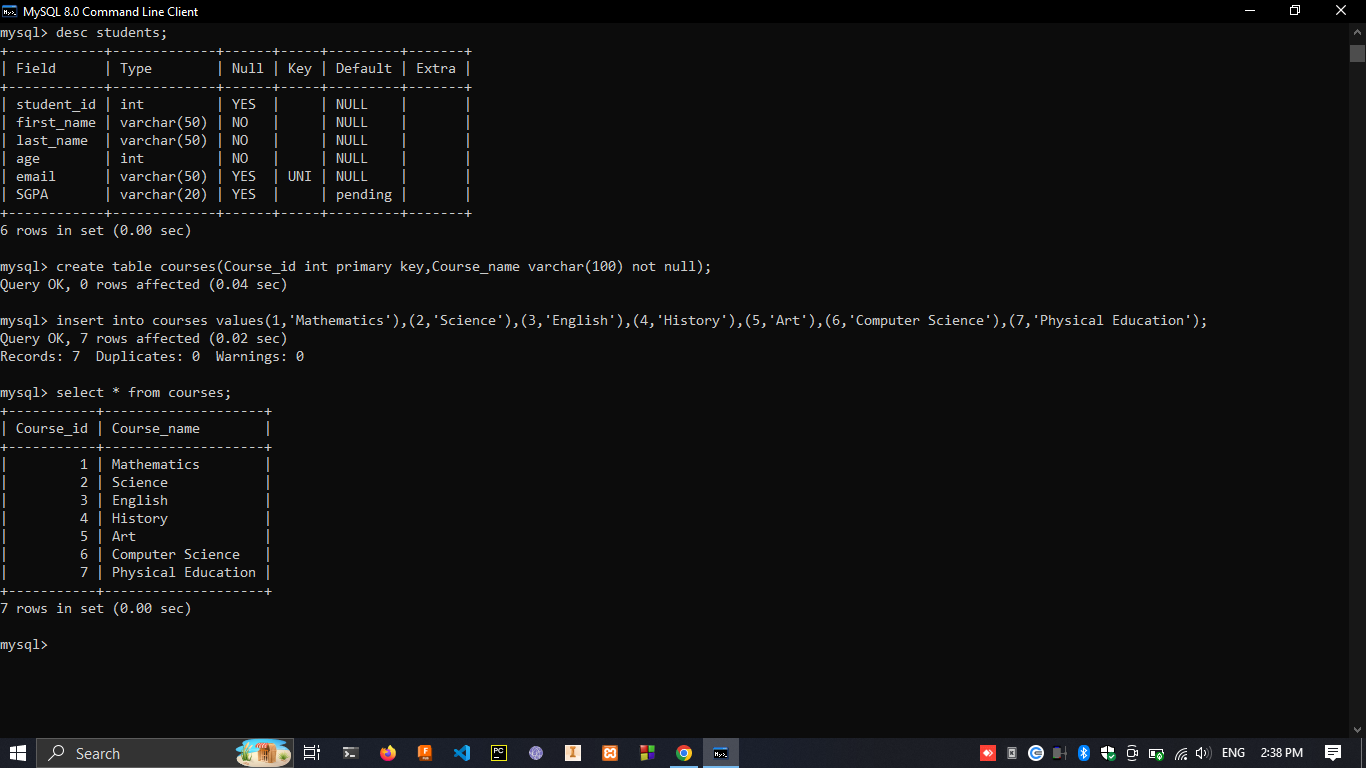 MySQL 8.0 Command Line Client
mysql> desc students;
+------------+-------------+------+-----+---------+-------+
| Field      | Type        | Null | Key | Default | Extra |
+------------+-------------+------+-----+---------+-------+
| student_id | int         | YES  |     | NULL    |       |
| first_name | varchar(50) | NO   |     | NULL    |       |
| last_name  | varchar(50) | NO   |     | NULL    |       |
| age        | int         | NO   |     | NULL    |       |
| email      | varchar(50) | YES  | UNI | NULL    |       |
| SGPA       | varchar(20) | YES  |     | pending |       |
+------------+-------------+------+-----+---------+-------+
6 rows in set (0.00 sec)
mysql> create table courses(Course_id int primary key,Course_name varchar(100) not null);
Query OK, 0 rows affected (0.04 sec)
mysql> insert into courses values(1,'Mathematics'),(2,'Science'),(3,'English'),(4,'History'),(5,'Art'),(6,'Computer Science'),(7,'Physical Education');
Query OK, 7 rows affected (0.02 sec)
Records: 7  Duplicates: 0  Warnings: 0
mysql> select * from courses;
+-----------+--------------------+
| Course_id | Course_name        |
+-----------+--------------------+
|         1 | Mathematics        |
|         2 | Science            |
|         3 | English            |
|         4 | History            |
|         5 | Art                |
|         6 | Computer Science   |
|         7 | Physical Education |
+-----------+--------------------+
7 rows in set (0.00 sec)
mysql>
Search
PC
ENG
2:38 PM